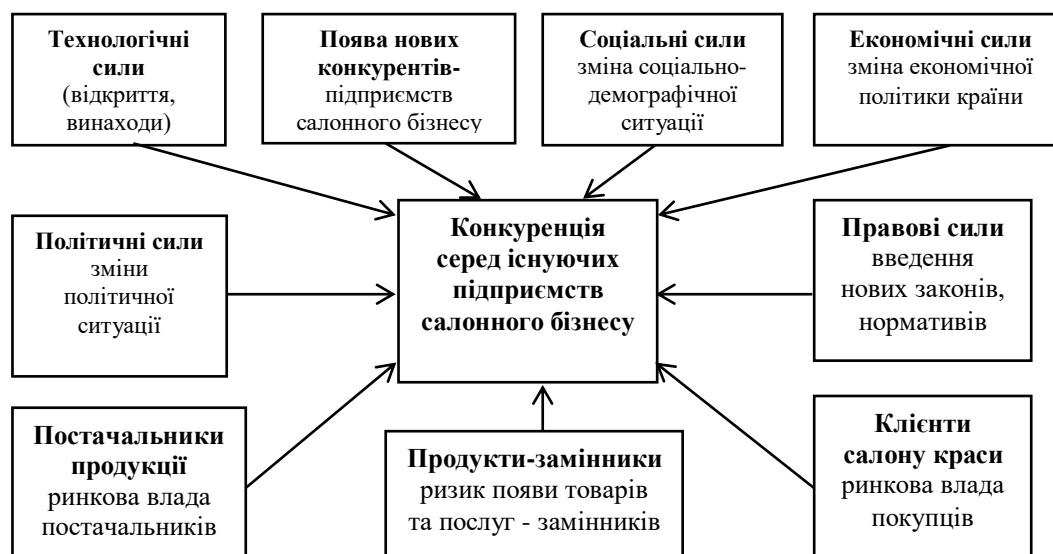 Технологічні
сили
(відкриття,
винаходи)
Поява нових
конкурентів-
підприємств
салонного бізнесу
Соціальні сили
зміна соціально-
демографічної
ситуації
Економічні сили
зміна економічної
політики країни
Політичні сили
зміни
політичної
ситуації
Конкуренція
серед існуючих
підприємств
салонного бізнесу
Правові сили
введення
нових законів,
нормативів
Постачальники
продукції
ринкова влада
постачальників
Продукти-замінники
ризик появи товарів
та послуг - замінників
Клієнти
салону краси
ринкова влада
покупців